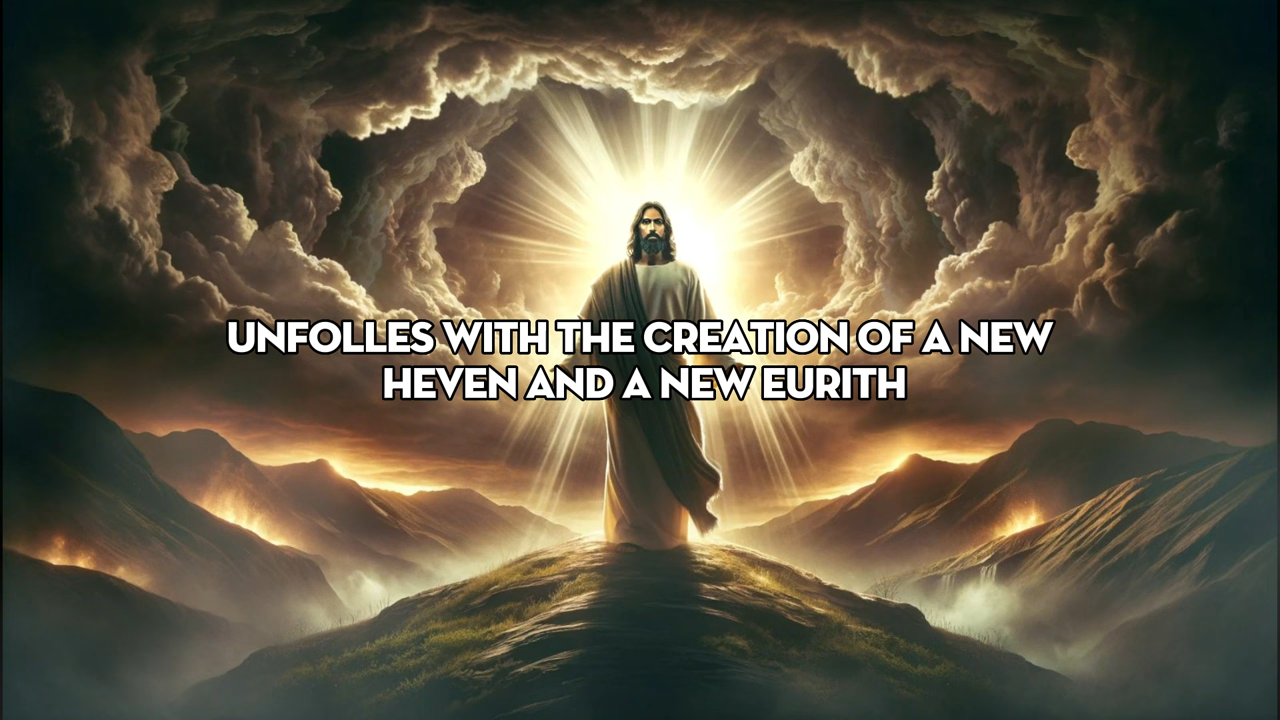 UNFOLLES WITH THE CREATION OF A NEW
HEVEN AND A NEW EURITH